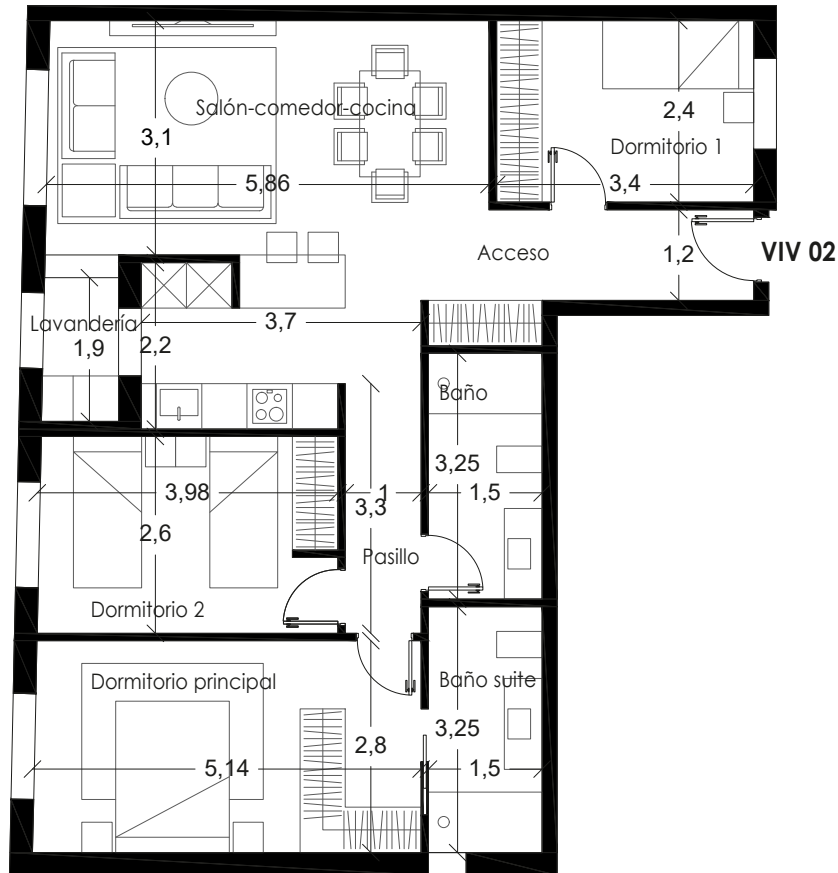 Salón-comedor-cocina
3,1
5,86
2,4
Dormitorio 1
3,4
Acceso
1,2
VIV 02
Lavandería
1,9
2,2
3,7
Baño
3,25
1,5
3,98
2,6
1
3,3
Pasillo
Dormitorio 2
Dormitorio principal
Baño suite
3,25
2,8
5,14
1,5